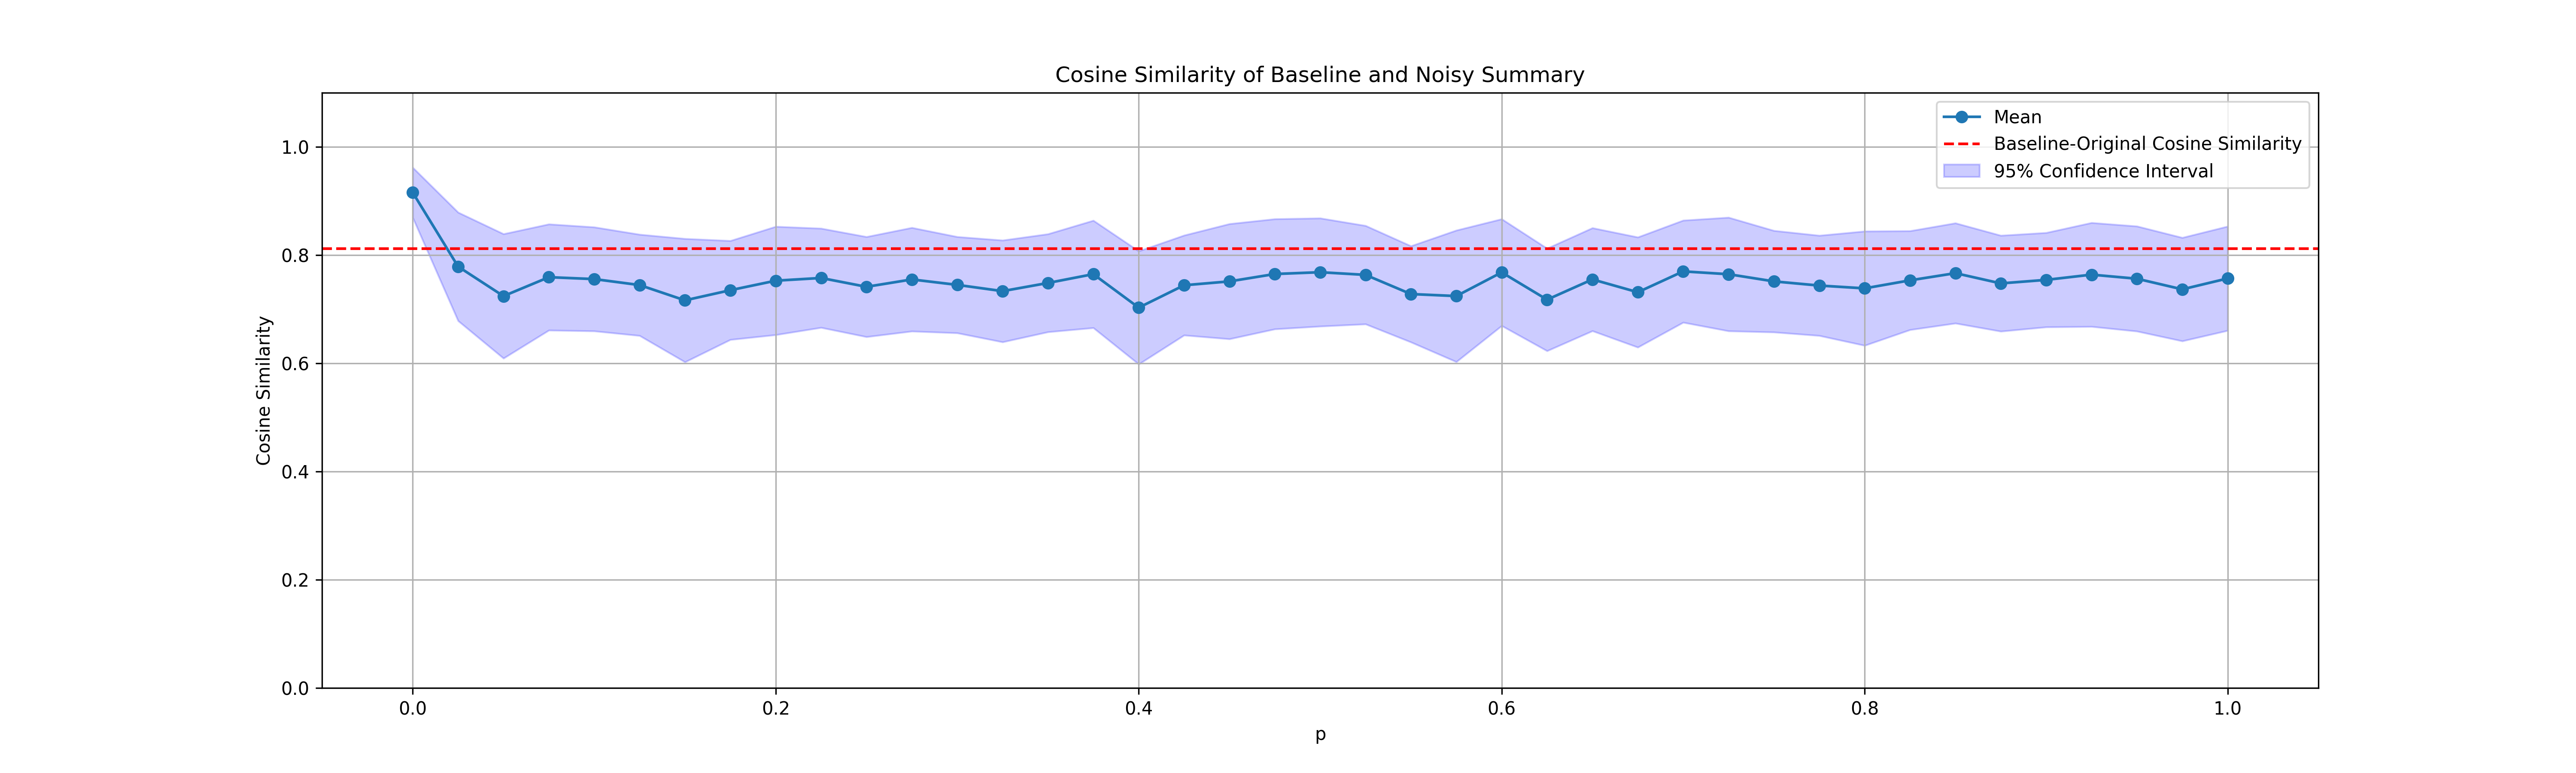 Cosine Similarity of Baseline and Noisy Summary
Mean
Baseline-Original Cosine Similarity
95% Confidence Interval
Cosine Similarity
1.0
0.8
0.6
0.4
0.2
0.0
0.0 0.2 0.4 0.6 0.8 1.0
p